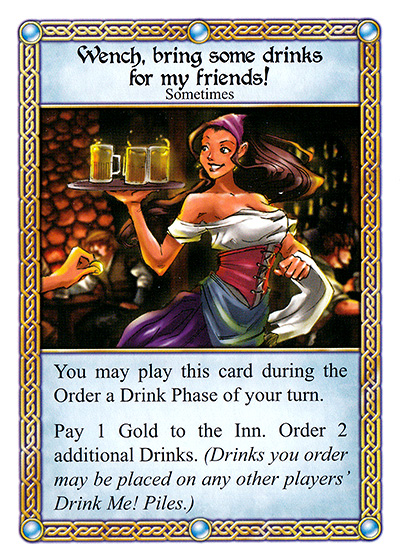 Wench, bring some drinks
for my friends!
Sometimes
You may play this card during the
Order a Drink Phase of your turn.
Pay 1 Gold to the Inn. Order 2
additional Drinks. (Drinks you order
may be placed on any other players’
Drink Me! Piles.)